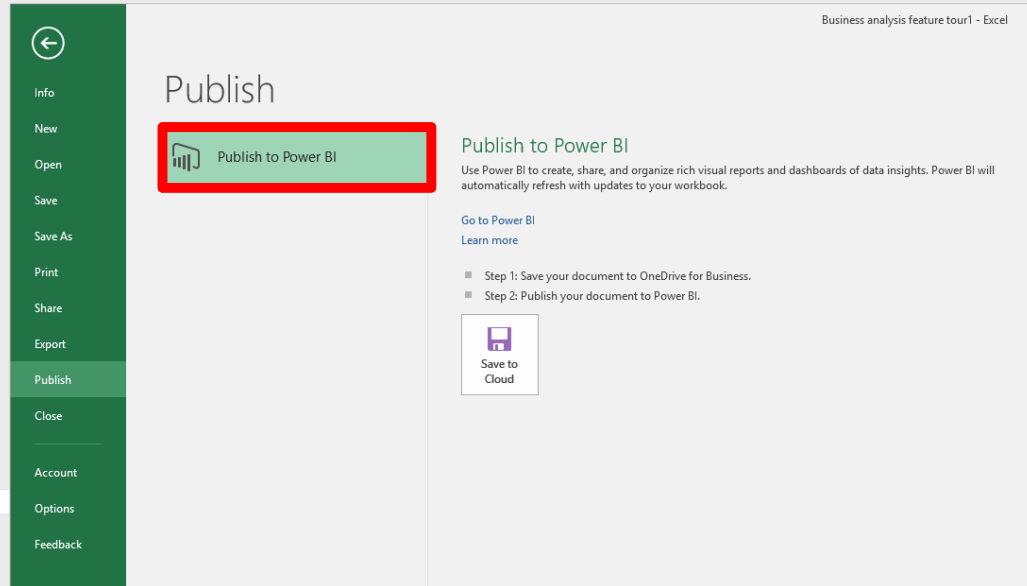 Business analysis feature tour1 - Excel
Info
New
Open
Save
Save As
Print
Share
Export
Publish
Close
Account
Options
Feedback
Publish
Publish to Power BI
Publish to Power BI
Use Power BI to create, share, and organize rich visual reports and dashboards of data insights. Power BI will
automatically refresh with updates to your workbook.
Go to Power BI
Learn more
Step 1: Save your document to OneDrive for Business.
Step 2: Publish your document to Power BI.
Save to
Cloud